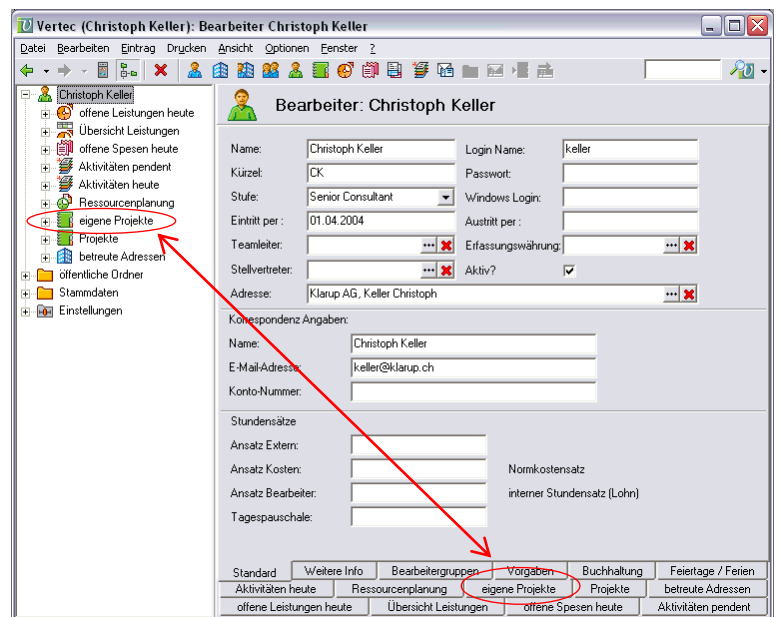 Vertec (Christoph Keller): Bearbeiter Christoph Keller
Datei Bearbeiten Eintrag Drucken Ansicht Optionen Fenster ?
Christoph Keller
offene Leistungen heute
Übersicht Leistungen
offene Spesen heute
Aktivitäten pendent
Aktivitäten heute
Ressourcenplanung
eigene Projekte
Projekte
betreute Adressen
öffentliche Ordner
Stammdaten
Einstellungen
Bearbeiter: Christoph Keller
Name: Christoph Keller Login Name: keller
Kürzel: CK Passwort:
Stufe: Senior Consultant Windows Login:
Eintritt per : 01.04.2004 Austritt per :
Teamleiter: Erfassungswährung:
Stellvertreter: Aktiv?
Adresse: Klarup AG, Keller Christoph
Korrespondenz Angaben:
Name: Christoph Keller
E-Mail-Adresse: keller@klarup.ch
Konto-Nummer:
Stundensätze
Ansatz Extern:
Ansatz Kosten: Normkostensatz
Ansatz Bearbeiter: interner Stundensatz (Lohn)
Tagespauschale:
Standard Weitere Info Bearbeitergruppen Vorgaben Buchhaltung Feiertage / Ferien
Aktivitäten heute Ressourcenplanung eigene Projekte Projekte betreute Adressen
offene Leistungen heute Übersicht Leistungen offene Spesen heute Aktivitäten pendent